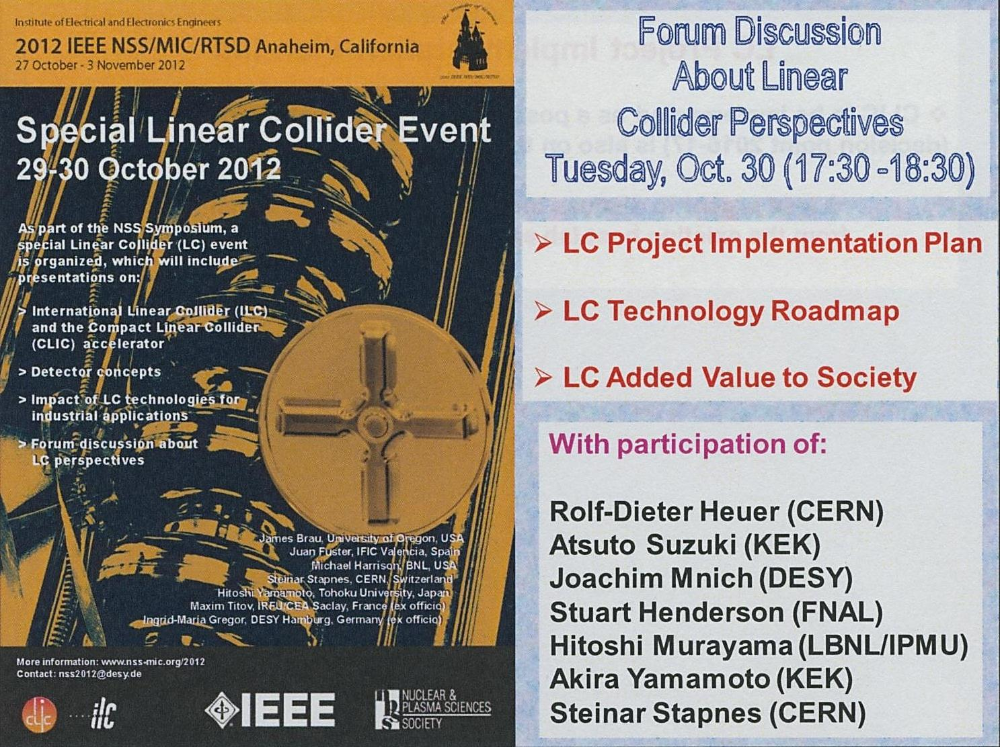 Institute of Electrical and Electronics Engineers
2012 IEEE NSS/MIC/RTSD Anaheim, California
27 October - 3 November 2012
The Wonder of Science
2012 IEEE NSS/MIC/RTSD
Special Linear Collider Event
29-30 October 2012
As part of the NSS Symposium, a
special Linear Collider (LC) event
is organized, which will include
presentations on:
> International Linear Collider (ILC)
and the Compact Linear Collider
(CLIC) accelerator
> Detector concepts
> Impact of LC technologies for
industrial applications
> Forum discussion about
LC perspectives
James Brau, University of Oregon, USA
Juan Fuster, IFIC Valencia, Spain
Michael Harrison, BNL, USA
Steinar Stapnes, CERN, Switzerland
Hitoshi Yamamoto, Tohoku University, Japan
Maxim Titov, IRFU/CEA Saclay, France (ex officio)
Ingrid-Maria Gregor, DESY Hamburg, Germany (ex officio)
More information: www.nss-mic.org/2012
Contact: nss2012@desy.de
clic
ilc
IEEE
NUCLEAR &
PLASMA SCIENCES
SOCIETY
Forum Discussion
About Linear
Collider Perspectives
Tuesday, Oct. 30 (17:30 -18:30)
➢ LC Project Implementation Plan
➢ LC Technology Roadmap
➢ LC Added Value to Society
With participation of:
Rolf-Dieter Heuer (CERN)
Atsuto Suzuki (KEK)
Joachim Mnich (DESY)
Stuart Henderson (FNAL)
Hitoshi Murayama (LBNL/IPMU)
Akira Yamamoto (KEK)
Steinar Stapnes (CERN)